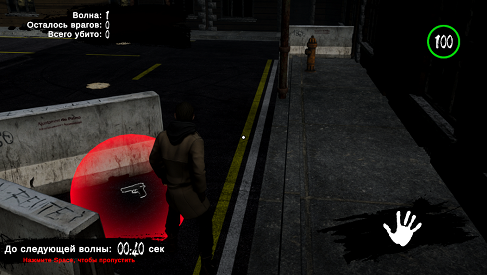 Волна: 1
Осталось врагов: 0
Всего убито: 0
100
До следующей волны: 00:40 сек
Нажмите Space, чтобы пропустить